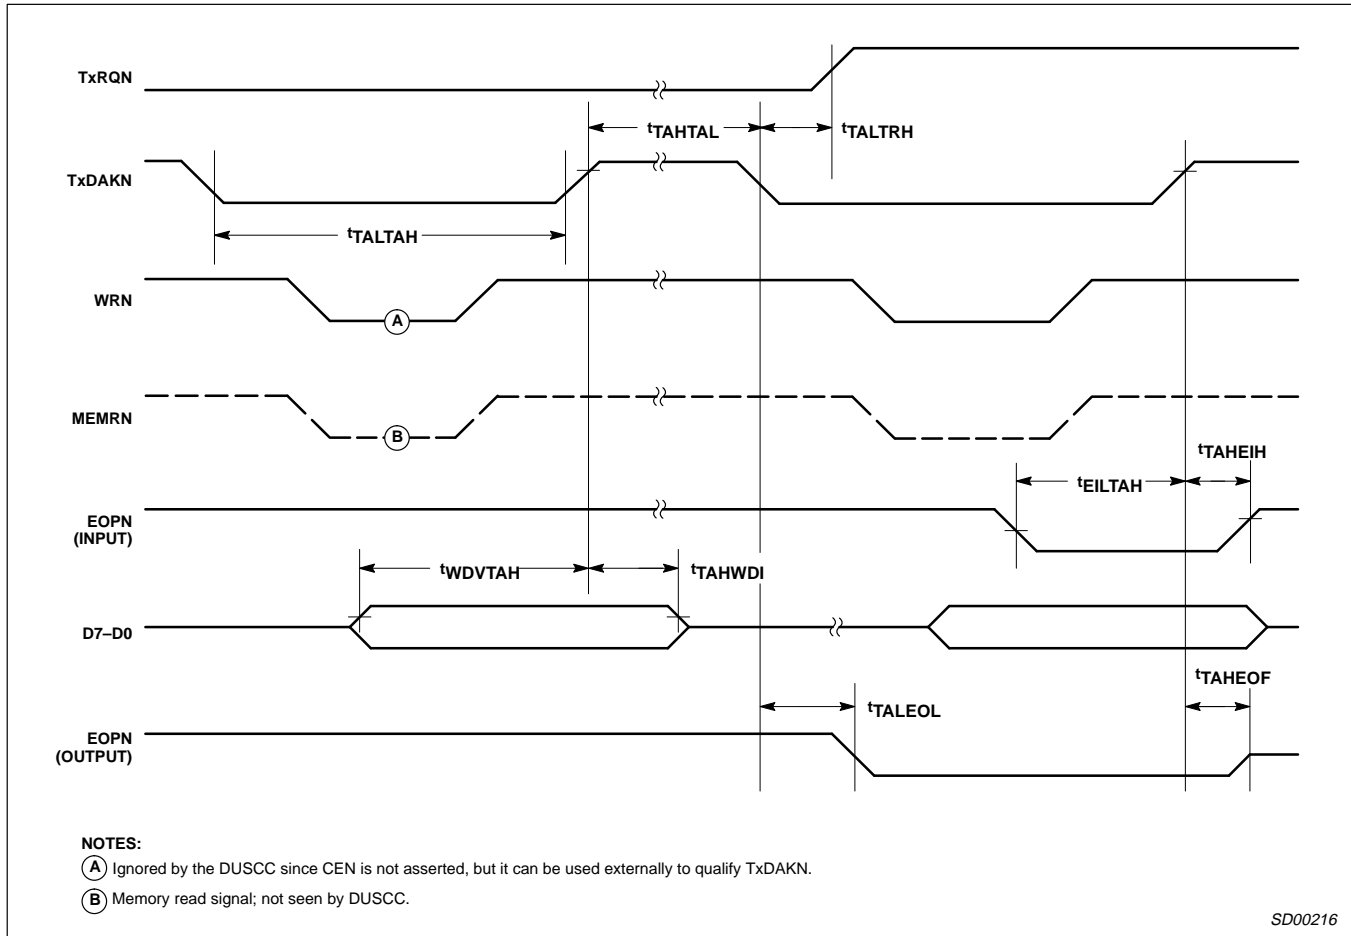 TxRQN
tTAHTAL
tTALTRH
TxDAKN
tTALTAH
WRN
A
MEMRN
B
tTAHEIH
tEILTAH
EOPN
(INPUT)
tWDVTAH
tTAHWDI
D7–D0
tTAHEOF
tTALEOL
EOPN
(OUTPUT)
NOTES:
A Ignored by the DUSCC since CEN is not asserted, but it can be used externally to qualify TxDAKN.
B Memory read signal; not seen by DUSCC.
SD00216